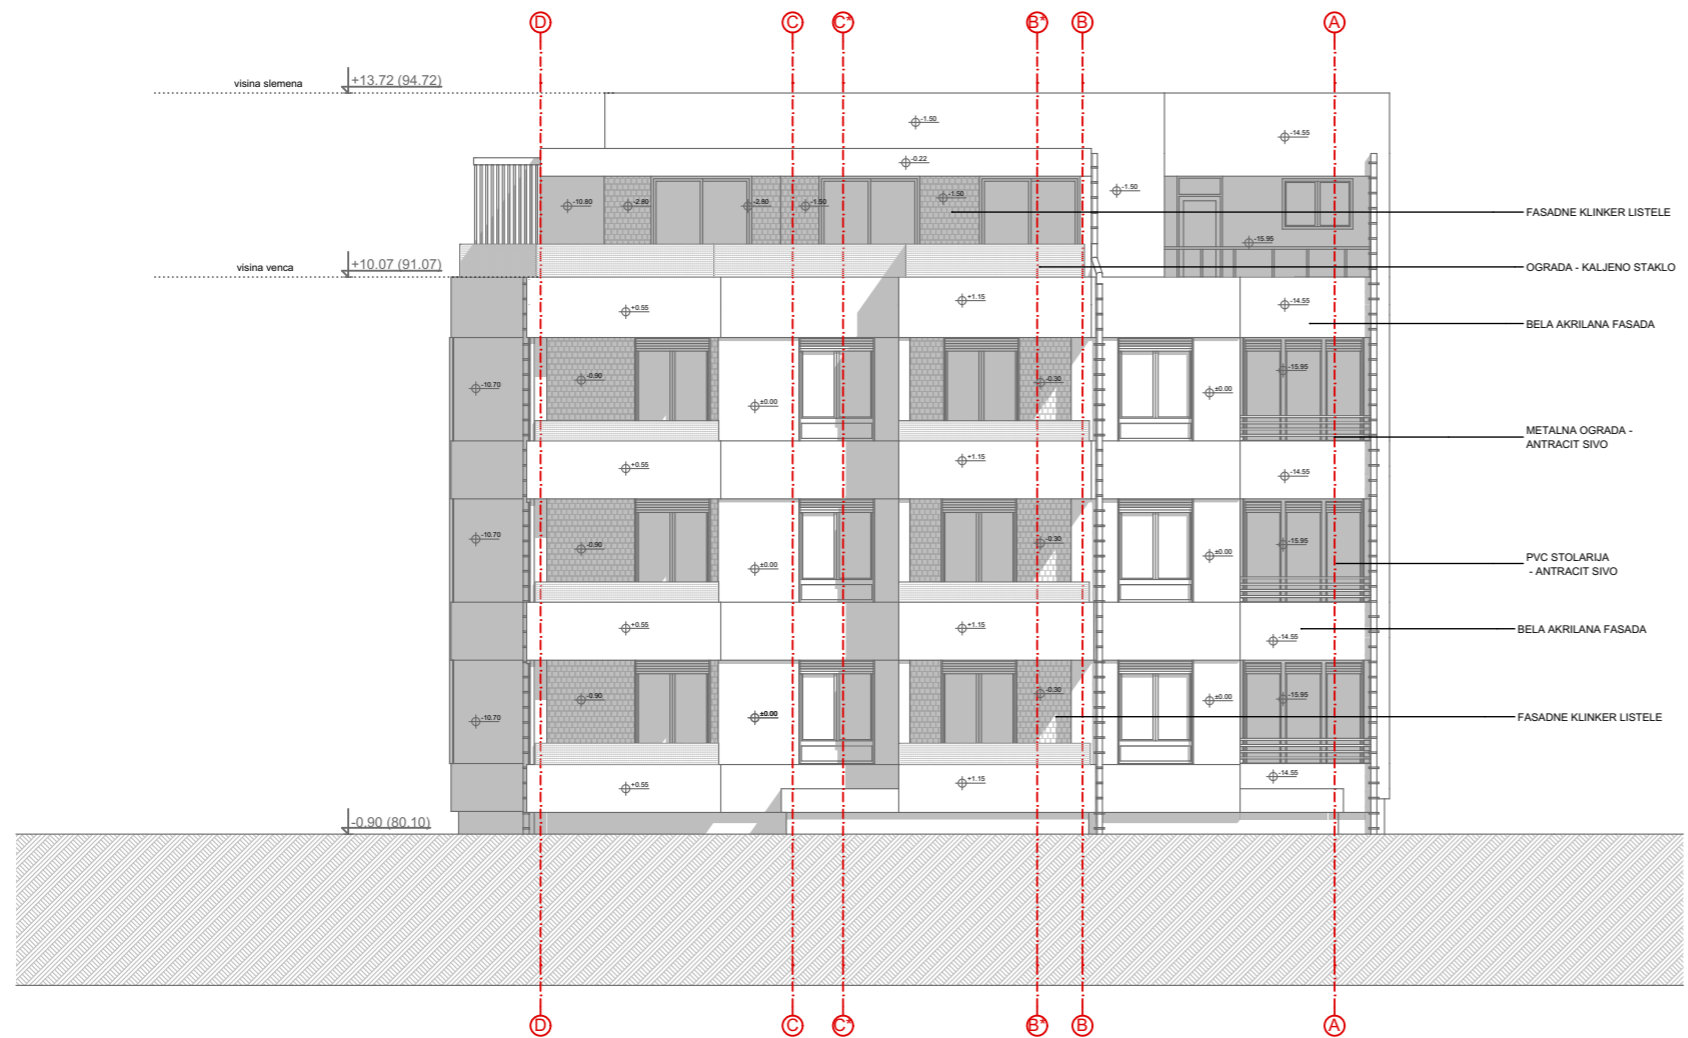 D C C* B* B A
visina slemena +13.72 (94.72)
-1.50
-14.55
-0.22
-1.50
-10.80 -2.80 -2.80 -1.50 -1.50
FASADNE KLINKER LISTELE
-15.95
visina venca +10.07 (91.07)
OGRADA - KALJENO STAKLO
+0.55 +1.15 -14.55
BELA AKRILANA FASADA
-10.70 -0.90 ±0.00 -0.30 ±0.00 -15.95
METALNA OGRADA -
ANTRACIT SIVO
+0.55 +1.15 -14.55
-10.70 -0.90 ±0.00 -0.30 ±0.00 -15.95
PVC STOLARIJA
- ANTRACIT SIVO
+0.55 +1.15 -14.55
BELA AKRILANA FASADA
-10.70 -0.90 ±0.00 -0.30 ±0.00 -15.95
FASADNE KLINKER LISTELE
+0.55 +1.15 -14.55
-0.90 (80.10)
D C C* B* B A